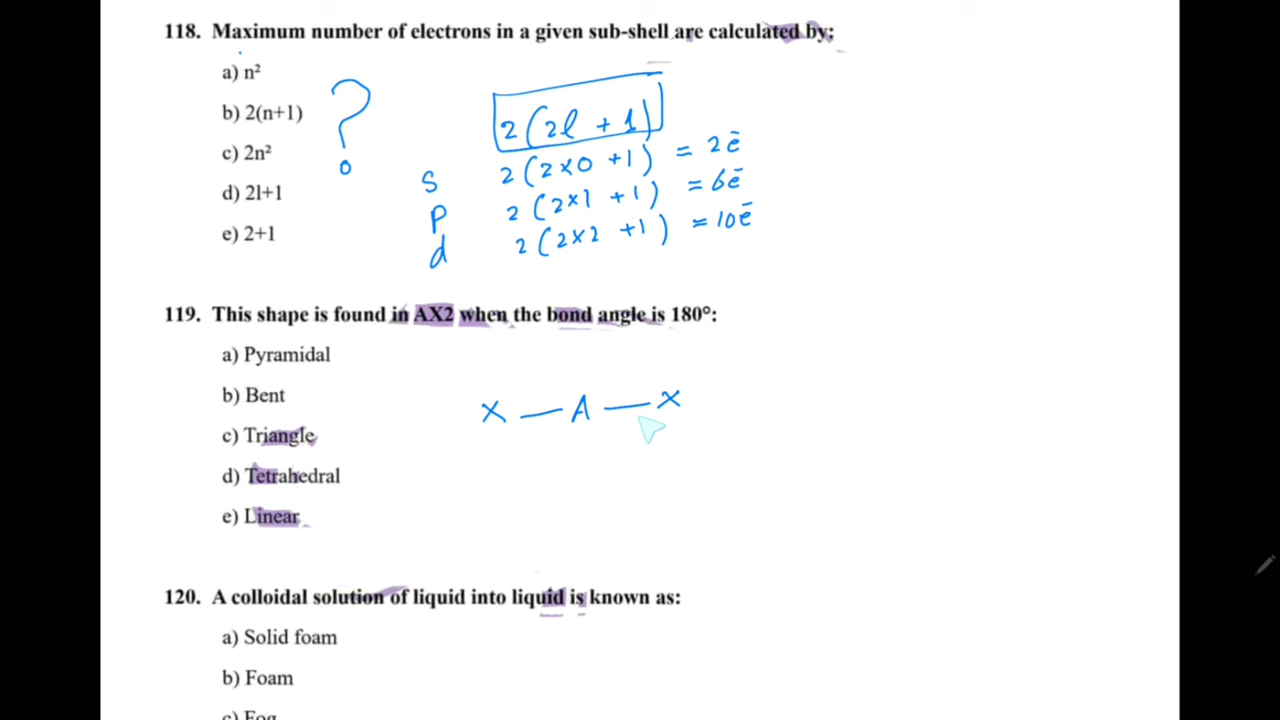 118. Maximum number of electrons in a given sub-shell are calculated by:
a) n²
b) 2(n+1)
c) 2n²
d) 2l+1
e) 2+1
?
2(2l + 1)
s 2(2×0 +1) = 2ē
p 2(2×1 +1) = 6ē
d 2(2×2 +1) = 10ē
119. This shape is found in AX2 when the bond angle is 180°:
a) Pyramidal
b) Bent
c) Triangle
d) Tetrahedral
e) Linear
X — A — X
120. A colloidal solution of liquid into liquid is known as:
a) Solid foam
b) Foam
c) Fog